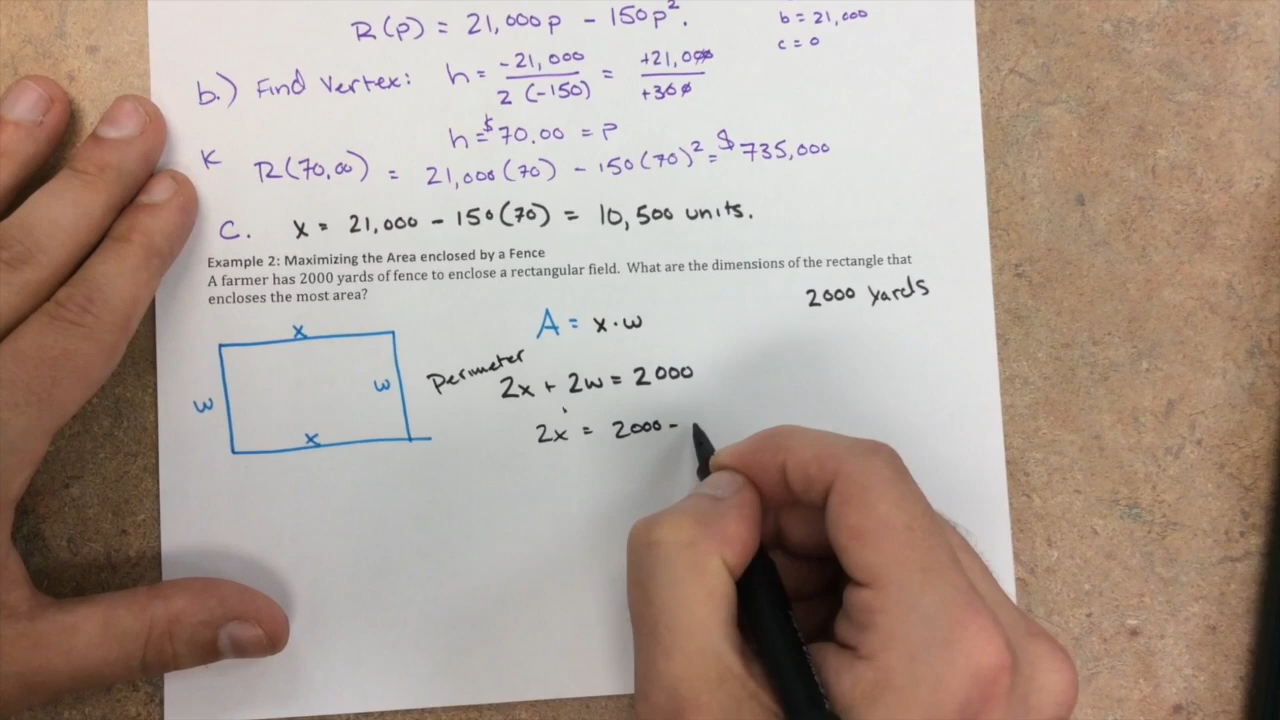 R(p) = 21,000p - 150p².
b = 21,000
c = 0
b.) Find Vertex: h = -21,000 / 2(-150) = +21,000 / +300
h = $70.00 = P
K R(70.00) = 21,000(70) - 150(70)² = $735,000
C. x = 21,000 - 150(70) = 10,500 units.
Example 2: Maximizing the Area enclosed by a Fence
A farmer has 2000 yards of fence to enclose a rectangular field. What are the dimensions of the rectangle that
encloses the most area?
2000 yards
x
A = x·w
w
w
x
Perimeter
2x + 2w = 2000
2x = 2000 -